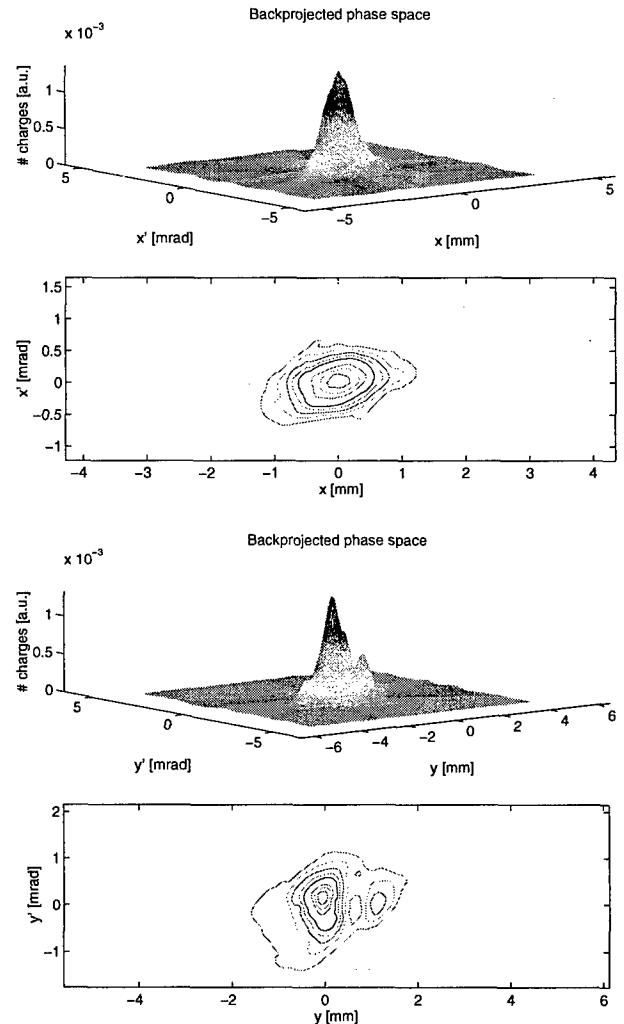 Backprojected phase space
x 10⁻³
# charges [a.u.]
1
0.5
0
5
0
−5
x' [mrad]
−5
0
5
x [mm]
1.5
1
0.5
0
−0.5
−1
x' [mrad]
−4 −3 −2 −1 0 1 2 3 4
x [mm]
Backprojected phase space
x 10⁻³
# charges [a.u.]
1
0.5
0
5
0
−5
y' [mrad]
−6 −4 −2 0 2 4 6
y [mm]
2
1
0
−1
y' [mrad]
−4 −2 0 2 4 6
y [mm]